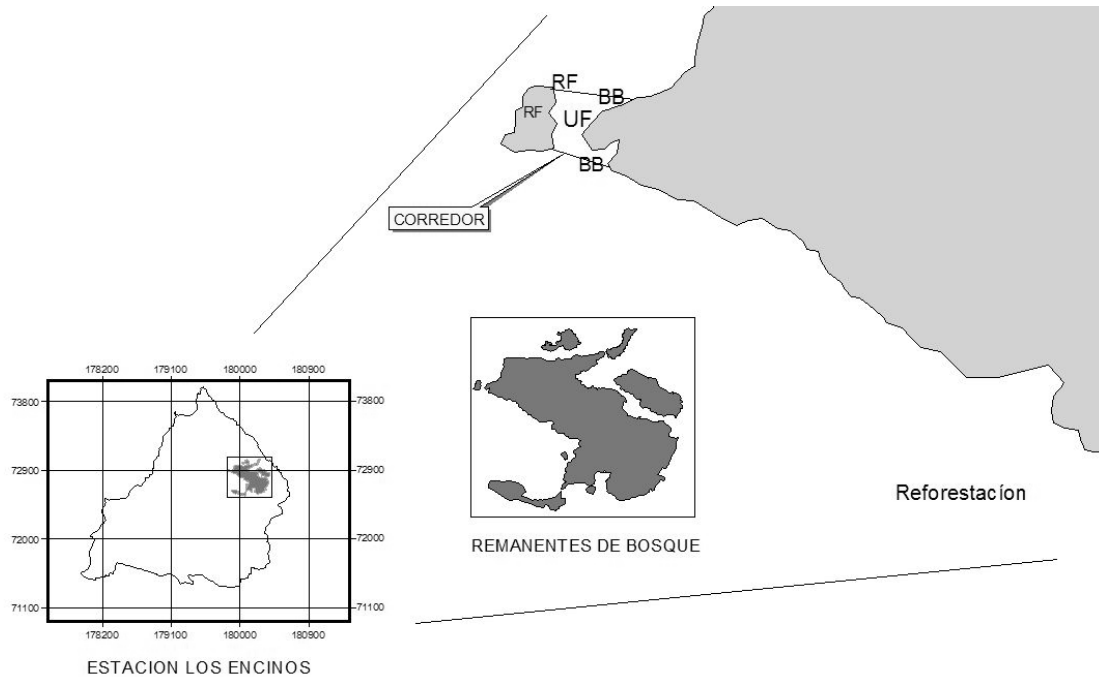 RF
BB
RF
UF
BB
CORREDOR
178200 179100 180000 180900
73800 73800
72900 72900
72000 72000
71100 71100
178200 179100 180000 180900
ESTACION LOS ENCINOS
REMANENTES DE BOSQUE
Reforestacíon